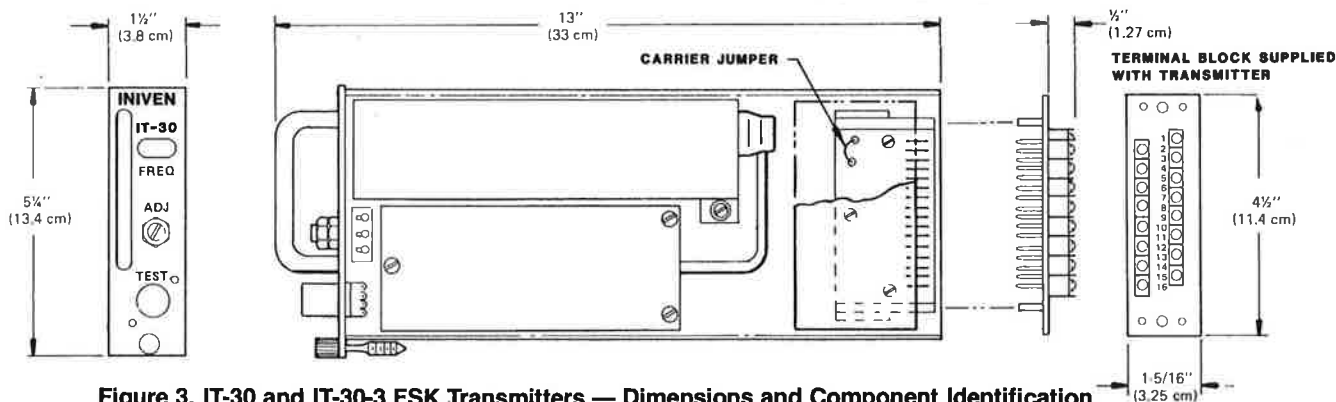 1½"
(3.8 cm)
13"
(33 cm)
½"
(1.27 cm)
CARRIER JUMPER
TERMINAL BLOCK SUPPLIED
WITH TRANSMITTER
INIVEN
IT-30
FREQ
ADJ
TEST
5¼"
(13.4 cm)
1
2
3
4
5
6
7
8
9
10
11
12
13
14
15
16
4½"
(11.4 cm)
1-5/16"
(3.25 cm)
Figure 3. IT-30 and IT-30-3 FSK Transmitters — Dimensions and Component Identification